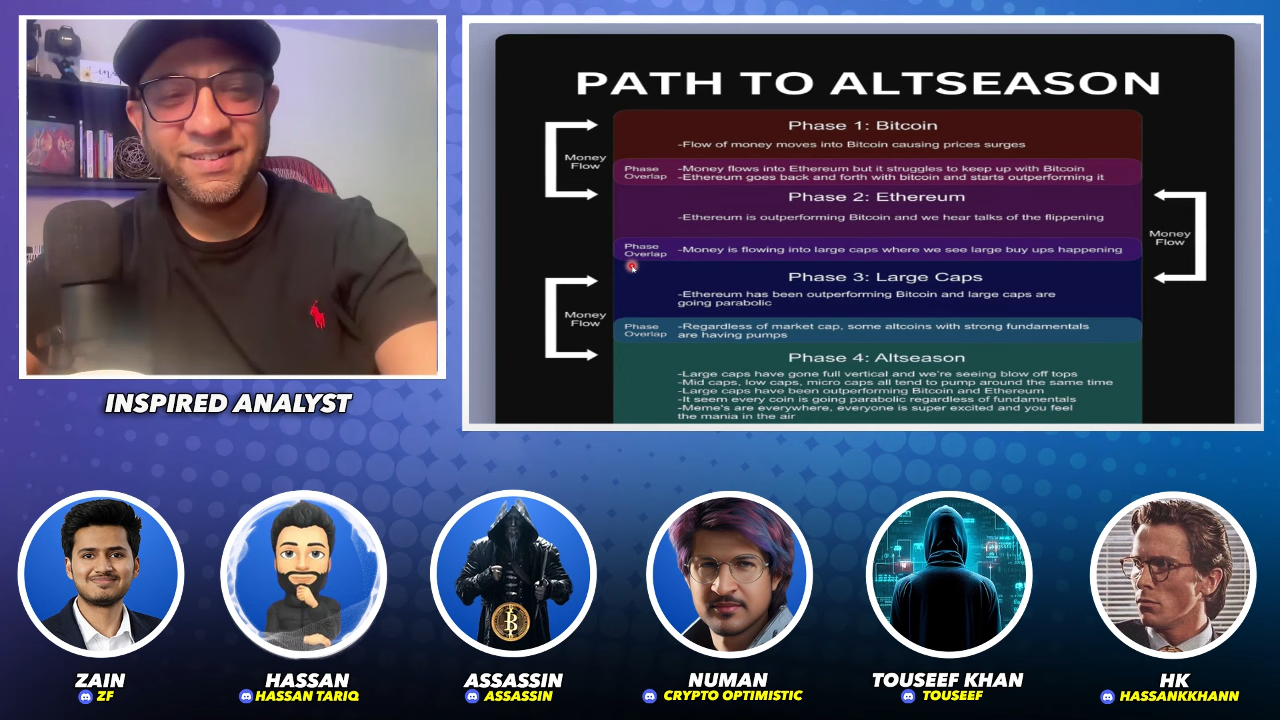 INSPIRED ANALYST
PATH TO ALTSEASON
Phase 1: Bitcoin
-Flow of money moves into Bitcoin causing prices surges
Money
Flow
Phase
Overlap
-Money flows into Ethereum but it struggles to keep up with Bitcoin
-Ethereum goes back and forth with bitcoin and starts outperforming it
Phase 2: Ethereum
-Ethereum is outperforming Bitcoin and we hear talks of the flippening
Money
Flow
Phase
Overlap
-Money is flowing into large caps where we see large buy ups happening
Phase 3: Large Caps
-Ethereum has been outperforming Bitcoin and large caps are
going parabolic
Money
Flow
Phase
Overlap
-Regardless of market cap, some altcoins with strong fundamentals
are having pumps
Phase 4: Altseason
-Large caps have gone full vertical and we're seeing blow off tops
-Mid caps, low caps, micro caps all tend to pump around the same time
-Large caps have been outperforming Bitcoin and Ethereum
-It seem every coin is going parabolic regardless of fundamentals
-Meme's are everywhere, everyone is super excited and you feel
the mania in the air
ZAIN
ZF
HASSAN
HASSAN TARIQ
ASSASSIN
ASSASSIN
NUMAN
CRYPTO OPTIMISTIC
TOUSEEF KHAN
TOUSEEF
HK
HASSANKKHANN